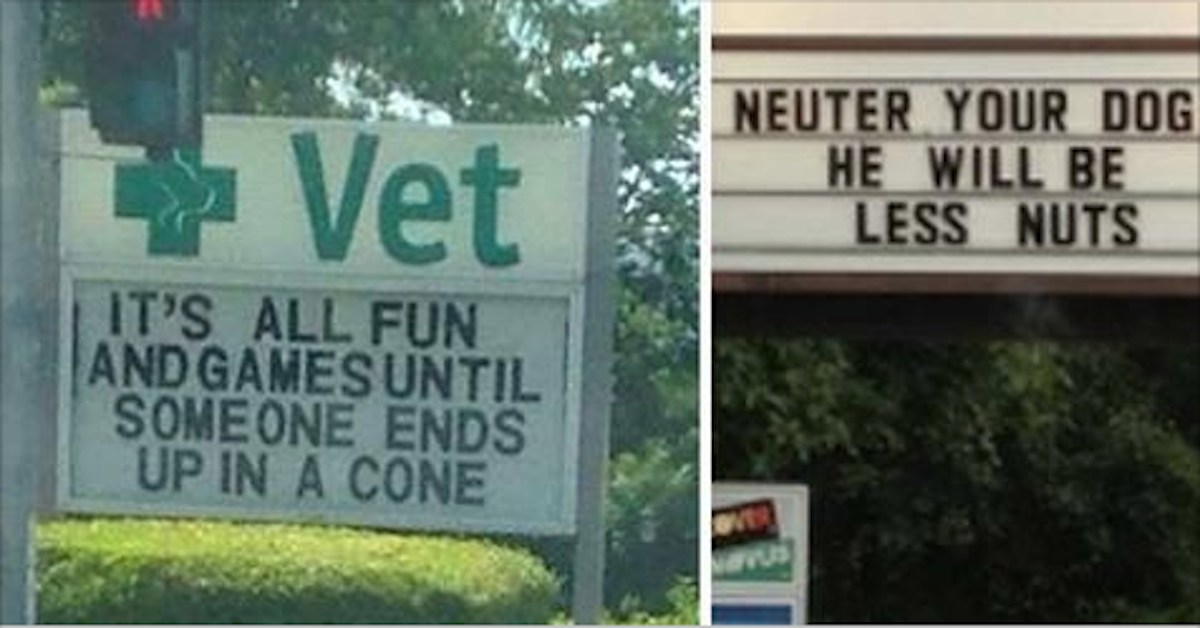 Vet
IT'S ALL FUN
AND GAMES UNTIL
SOMEONE ENDS
UP IN A CONE
NEUTER YOUR DOG
HE WILL BE
LESS NUTS